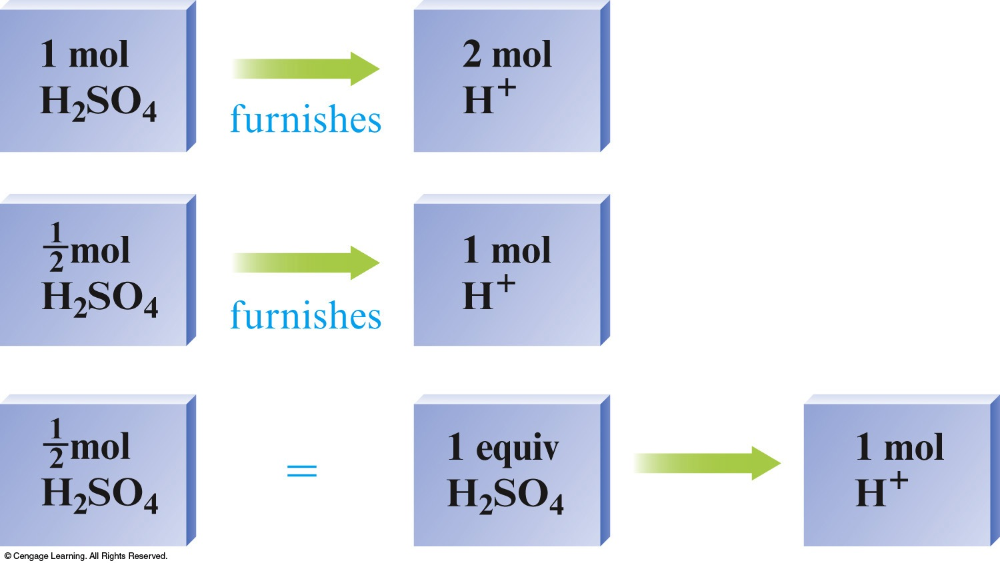 1 mol
H₂SO₄
furnishes
2 mol
H⁺
½ mol
H₂SO₄
furnishes
1 mol
H⁺
½ mol
H₂SO₄
=
1 equiv
H₂SO₄
1 mol
H⁺
© Cengage Learning. All Rights Reserved.